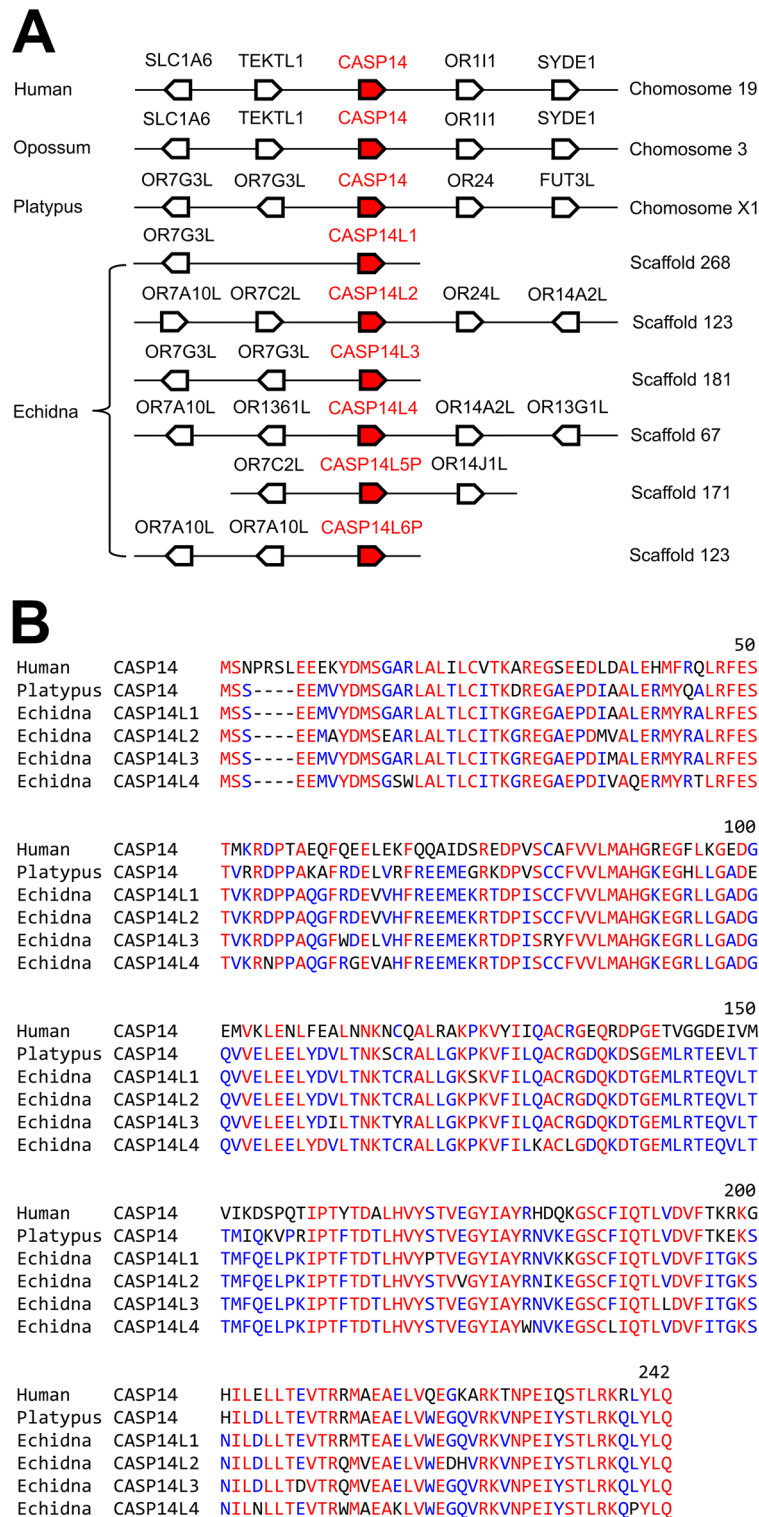 A
SLC1A6 TEKTL1 CASP14 OR1I1 SYDE1
Human Chromosome 19
SLC1A6 TEKTL1 CASP14 OR1I1 SYDE1
Opossum Chromosome 3
OR7G3L OR7G3L CASP14 OR24 FUT3L
Platypus Chromosome X1
OR7G3L CASP14L1
Scaffold 268
OR7A10L OR7C2L CASP14L2 OR24L OR14A2L
Scaffold 123
OR7G3L OR7G3L CASP14L3
Scaffold 181
Echidna
OR7A10L OR1361L CASP14L4 OR14A2L OR13G1L
Scaffold 67
OR7C2L CASP14L5P OR14J1L
Scaffold 171
OR7A10L OR7A10L CASP14L6P
Scaffold 123
B
50
Human CASP14 MSNPRSLEEEKYDMSGARLALILCVTKAREGSEEDLDALEHMFRQLRFES
Platypus CASP14 MSS----EEMVYDMSGARLALTLCITKDREGAEPDIAALERMYQALRFES
Echidna CASP14L1 MSS----EEMVYDMSGARLALTLCITKGREGAEPDIAALERMYRALRFES
Echidna CASP14L2 MSS----EEMAYDMSEARLALTLCITKGREGAEPDMVALERMYRALRFES
Echidna CASP14L3 MSS----EEMVYDMSGARLALTLCITKGREGAEPDIMALERMYRALRFES
Echidna CASP14L4 MSS----EEMVYDMSGSWLALTLCITKGREGAEPDIVAQERMYRTLRFES
100
Human CASP14 TMKRDPTAEQFQEELEKFQQAIDSREDPVSCAFVVLMAHGREGFLKGEDG
Platypus CASP14 TVRRDPPAKAFRDELVRFREEMEGRKDPVSCCFVVLMAHGKEGHLLGADE
Echidna CASP14L1 TVKRDPPAQGFRDEVVHFREEMEKRTDPISCCFVVLMAHGKEGRLLGADG
Echidna CASP14L2 TVKRDPPAQGFRDEVVHFREEMEKRTDPISCCFVVLMAHGKEGRLLGADG
Echidna CASP14L3 TVKRDPPAQGFWDELVHFREEMEKRTDPISRYFVVLMAHGKEGRLLGADG
Echidna CASP14L4 TVKRNPPAQGFRGEVAHFREEMEKRTDPISCCFVVLMAHGKEGRLLGADG
150
Human CASP14 EMVKLENLFEALNNKNCQALRAKPKVYIIQACRGEQRDPGETVGGDEIVM
Platypus CASP14 QVVELEELYDVLTNKSCRALLGKPKVFILQACRGDQKDSGEMLRTEEVLT
Echidna CASP14L1 QVVELEELYDVLTNKTCRALLGKSKVFILQACRGDQKDTGEMLRTEQVLT
Echidna CASP14L2 QVVELEELYDVLTNKTCRALLGKPKVFILQACRGDQKDTGEMLRTEQVLT
Echidna CASP14L3 QVVELEELYDILTNKTYRALLGKPKVFILQACRGDQKDTGEMLRTEQVLT
Echidna CASP14L4 QVVELEELYDVLTNKTCRALLGKPKVFILKACLGDQKDTGEMLRTEQVLT
200
Human CASP14 VIKDSPQTIPTYTDALHVYSTVEGYIAYRHDQKGSCFIQTLVDVFTKRKG
Platypus CASP14 TMIQKVPRIPTFTDTLHVYSTVEGYIAYRNVKEGSCFIQTLVDVFTKEKS
Echidna CASP14L1 TMFQELPKIPTFTDTLHVYPTVEGYIAYRNVKKGSCFIQTLVDVFITGKS
Echidna CASP14L2 TMFQELPKIPTFTDTLHVYSTVVGYIAYRNIKEGSCFIQTLVDVFITGKS
Echidna CASP14L3 TMFQELPKIPTFTDTLHVYSTVEGYIAYRNVKEGSCFIQTLLDVFITGKS
Echidna CASP14L4 TMFQELPKIPTFTDTLHVYSTVEGYIAYWNVKEGSCLIQTLVDVFITGKS
242
Human CASP14 HILELLTEVTRRMAEAELVQEGKARKTNPEIQSTLRKRLYLQ
Platypus CASP14 HILDLLTEVTRRMAEAELVWEGQVRKVNPEIYSTLRKQLYLQ
Echidna CASP14L1 NILDLLTEVTRRMTEAELVWEGQVRKVNPEIYSTLRKQLYLQ
Echidna CASP14L2 NILDLLTEVTRQMVEAELVWEDHVRKVNPEIYSTLRKQLYLQ
Echidna CASP14L3 NILDLLTDVTRQMVEAELVWEGQVRKVNPEIYSTLRKQLYLQ
Echidna CASP14L4 NILNLLTEVTRWMAEAKLVWEGQVRKVNPEIYSTLRKQPYLQ